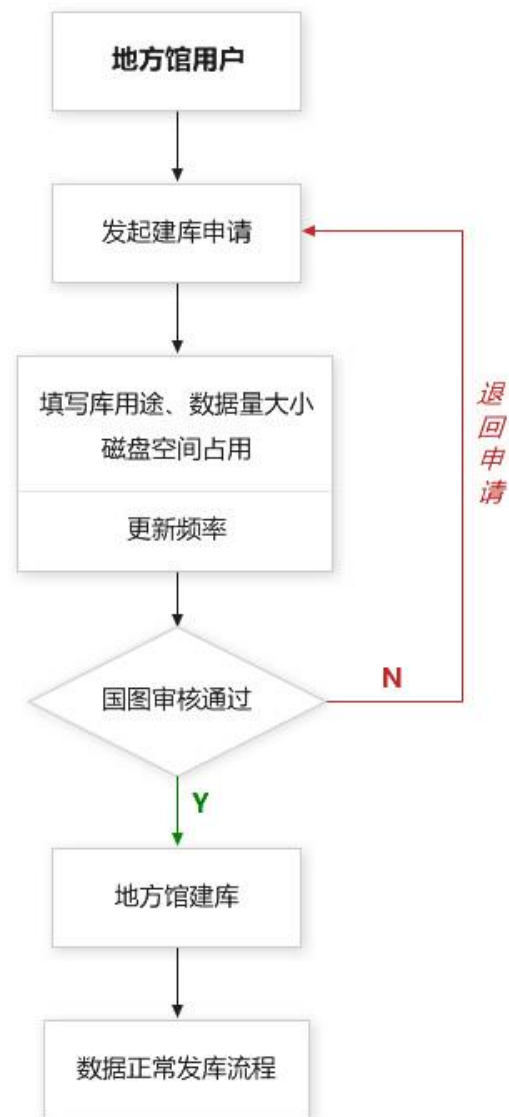 地方馆用户
发起建库申请
填写库用途、数据量大小
磁盘空间占用
更新频率
退回申请
国图审核通过
N
Y
地方馆建库
数据正常发库流程